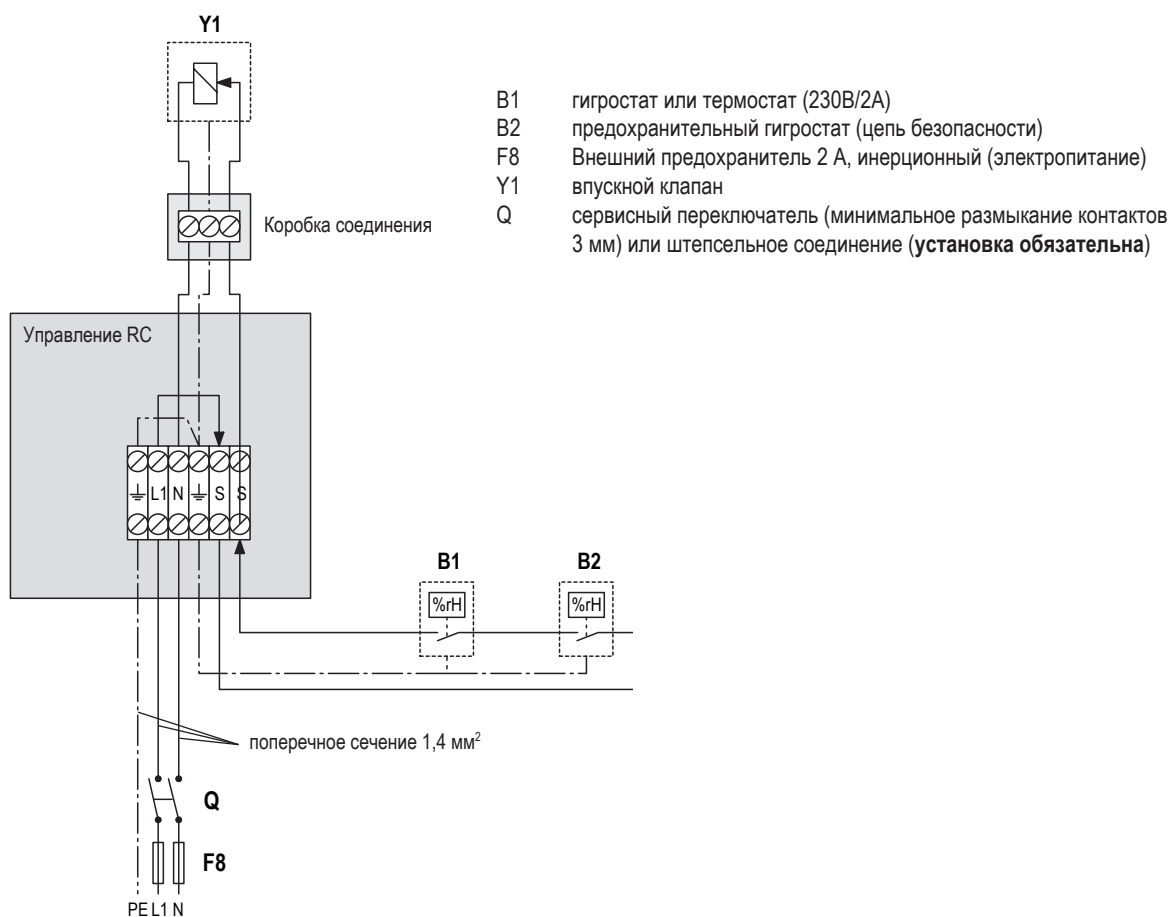 Y1
B1 гигростат или термостат (230В/2А)
B2 предохранительный гигростат (цепь безопасности)
F8 Внешний предохранитель 2 А, инерционный (электропитание)
Y1 впускной клапан
Q сервисный переключатель (минимальное размыкание контактов
3 мм) или штепсельное соединение (установка обязательна)
Коробка соединения
Управление RC
L1 N S S
B1 B2
%rH %rH
поперечное сечение 1,4 мм²
Q
F8
PE L1 N